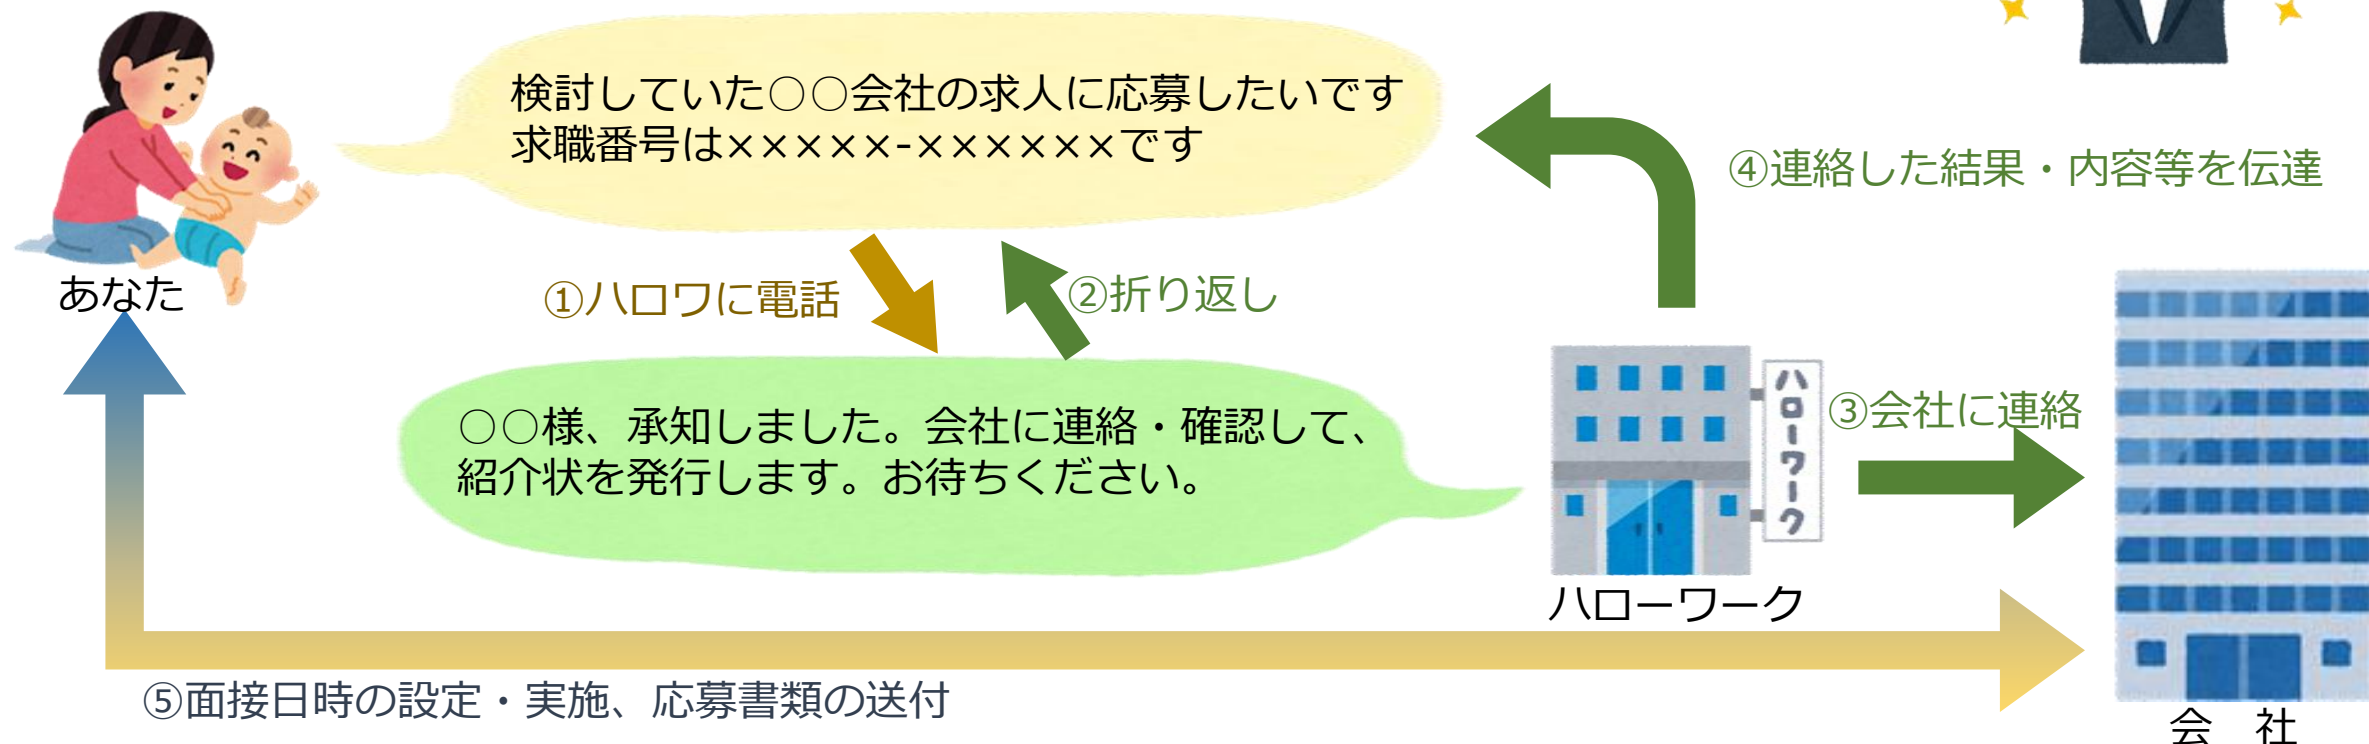 検討していた○○会社の求人に応募したいです
求職番号は×××××-××××××です
④連絡した結果・内容等を伝達
あなた
①ハロワに電話
②折り返し
○○様、承知しました。会社に連絡・確認して、
紹介状を発行します。お待ちください。
ハローワーク
③会社に連絡
ハローワーク
⑤面接日時の設定・実施、応募書類の送付
会　社